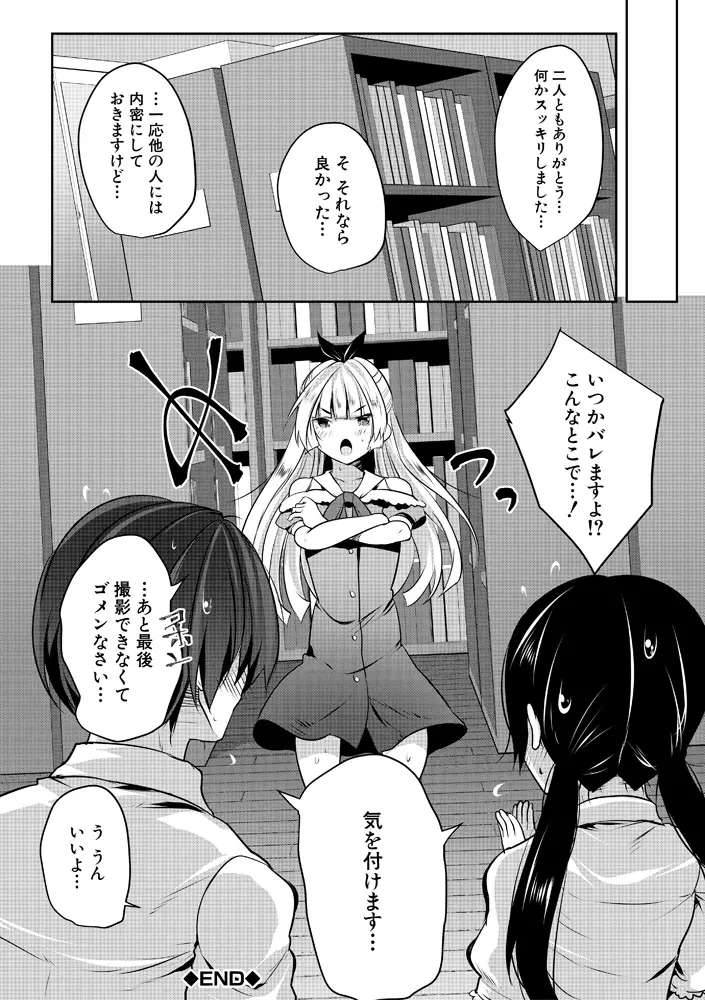 二人ともありがとう…
何かスッキリしました…
そ それなら
良かった…
…一応他の人には
内密にして
おきますけど…
いつかバレますよ!?
こんなとこで…!
つっ
…あと最後
撮影できなくて
ゴメンなさい…
う うん
いいよ…
気を付けます…
◆END◆